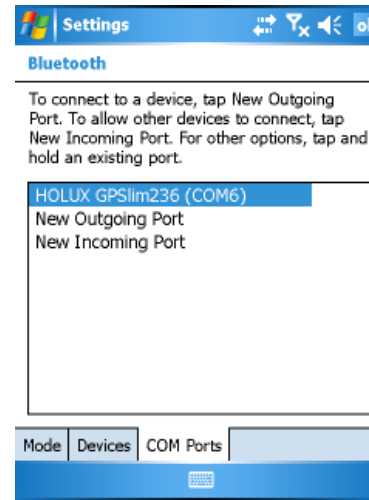 Settings
Bluetooth
To connect to a device, tap New Outgoing
Port. To allow other devices to connect, tap
New Incoming Port. For other options, tap and
hold an existing port.
HOLUX GPSlim236 (COM6)
New Outgoing Port
New Incoming Port
Mode Devices COM Ports